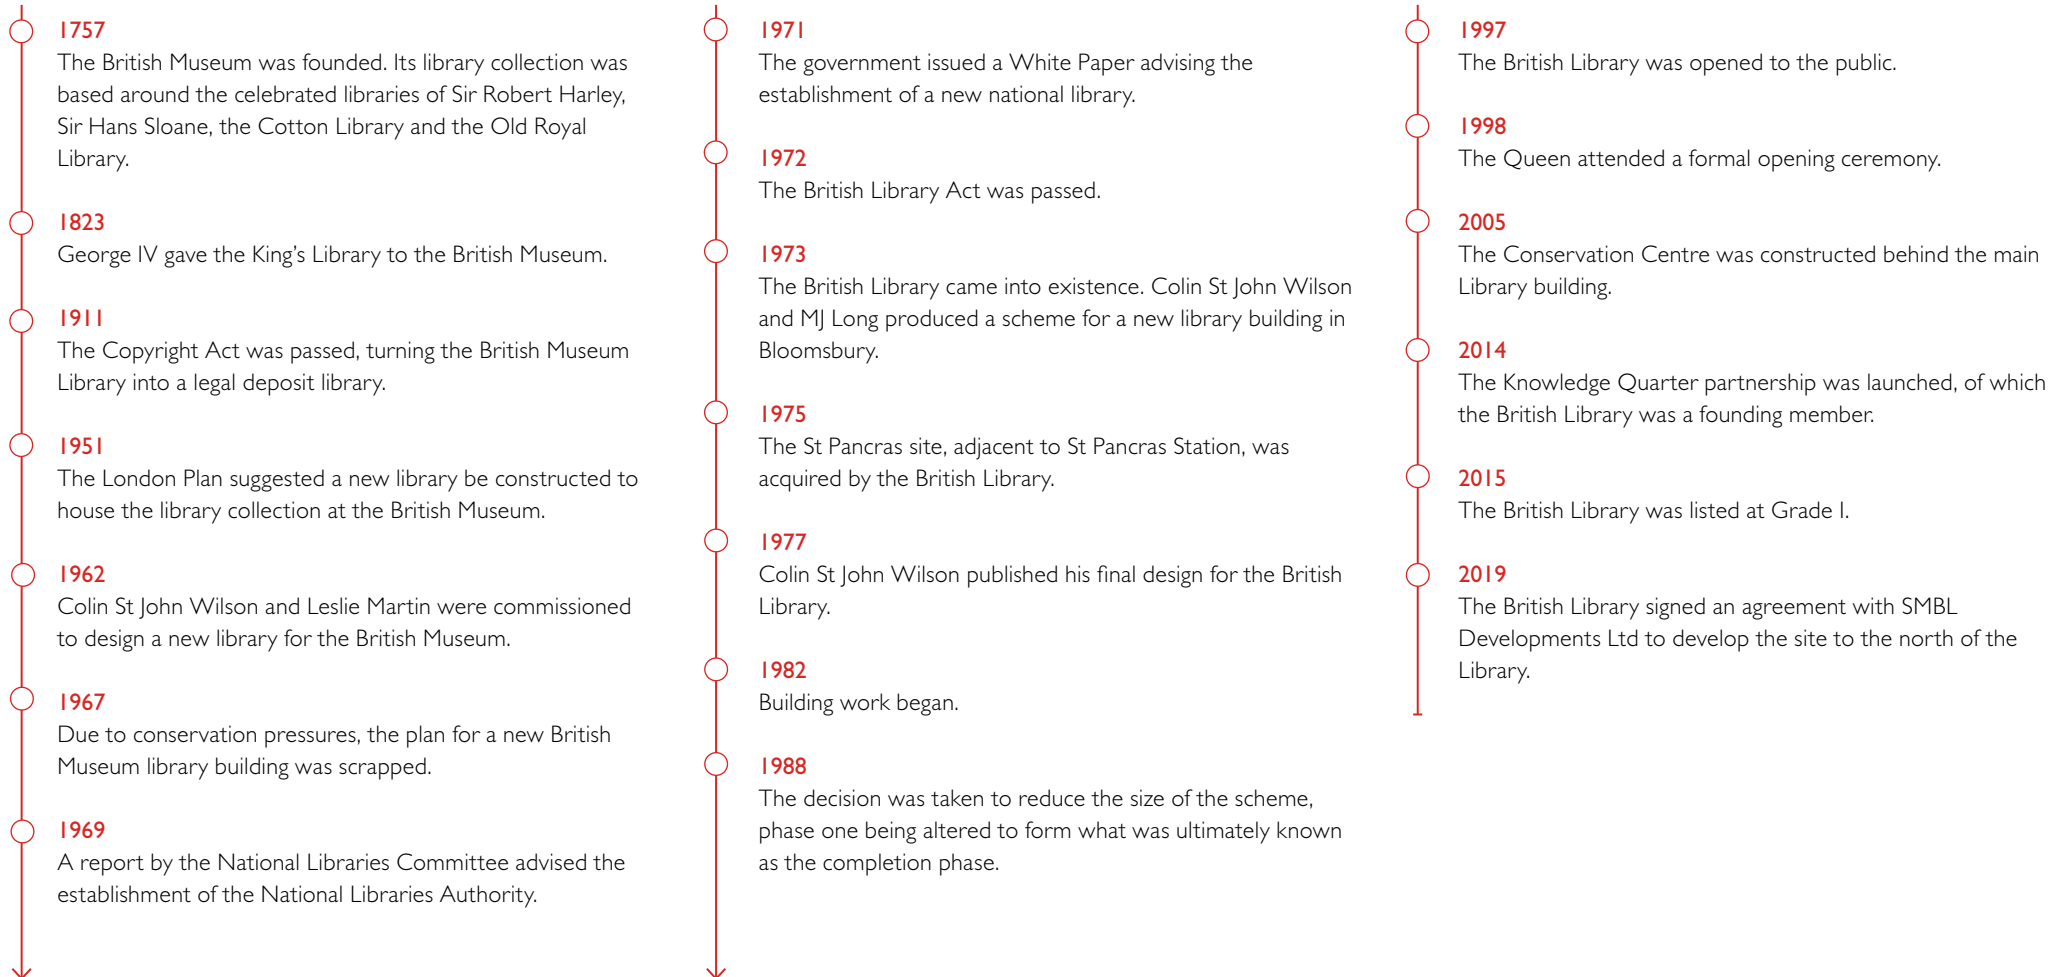 1757
The British Museum was founded. Its library collection was
based around the celebrated libraries of Sir Robert Harley,
Sir Hans Sloane, the Cotton Library and the Old Royal
Library.
1823
George IV gave the King's Library to the British Museum.
1911
The Copyright Act was passed, turning the British Museum
Library into a legal deposit library.
1951
The London Plan suggested a new library be constructed to
house the library collection at the British Museum.
1962
Colin St John Wilson and Leslie Martin were commissioned
to design a new library for the British Museum.
1967
Due to conservation pressures, the plan for a new British
Museum library building was scrapped.
1969
A report by the National Libraries Committee advised the
establishment of the National Libraries Authority.
1971
The government issued a White Paper advising the
establishment of a new national library.
1972
The British Library Act was passed.
1973
The British Library came into existence. Colin St John Wilson
and MJ Long produced a scheme for a new library building in
Bloomsbury.
1975
The St Pancras site, adjacent to St Pancras Station, was
acquired by the British Library.
1977
Colin St John Wilson published his final design for the British
Library.
1982
Building work began.
1988
The decision was taken to reduce the size of the scheme,
phase one being altered to form what was ultimately known
as the completion phase.
1997
The British Library was opened to the public.
1998
The Queen attended a formal opening ceremony.
2005
The Conservation Centre was constructed behind the main
Library building.
2014
The Knowledge Quarter partnership was launched, of which
the British Library was a founding member.
2015
The British Library was listed at Grade I.
2019
The British Library signed an agreement with SMBL
Developments Ltd to develop the site to the north of the
Library.